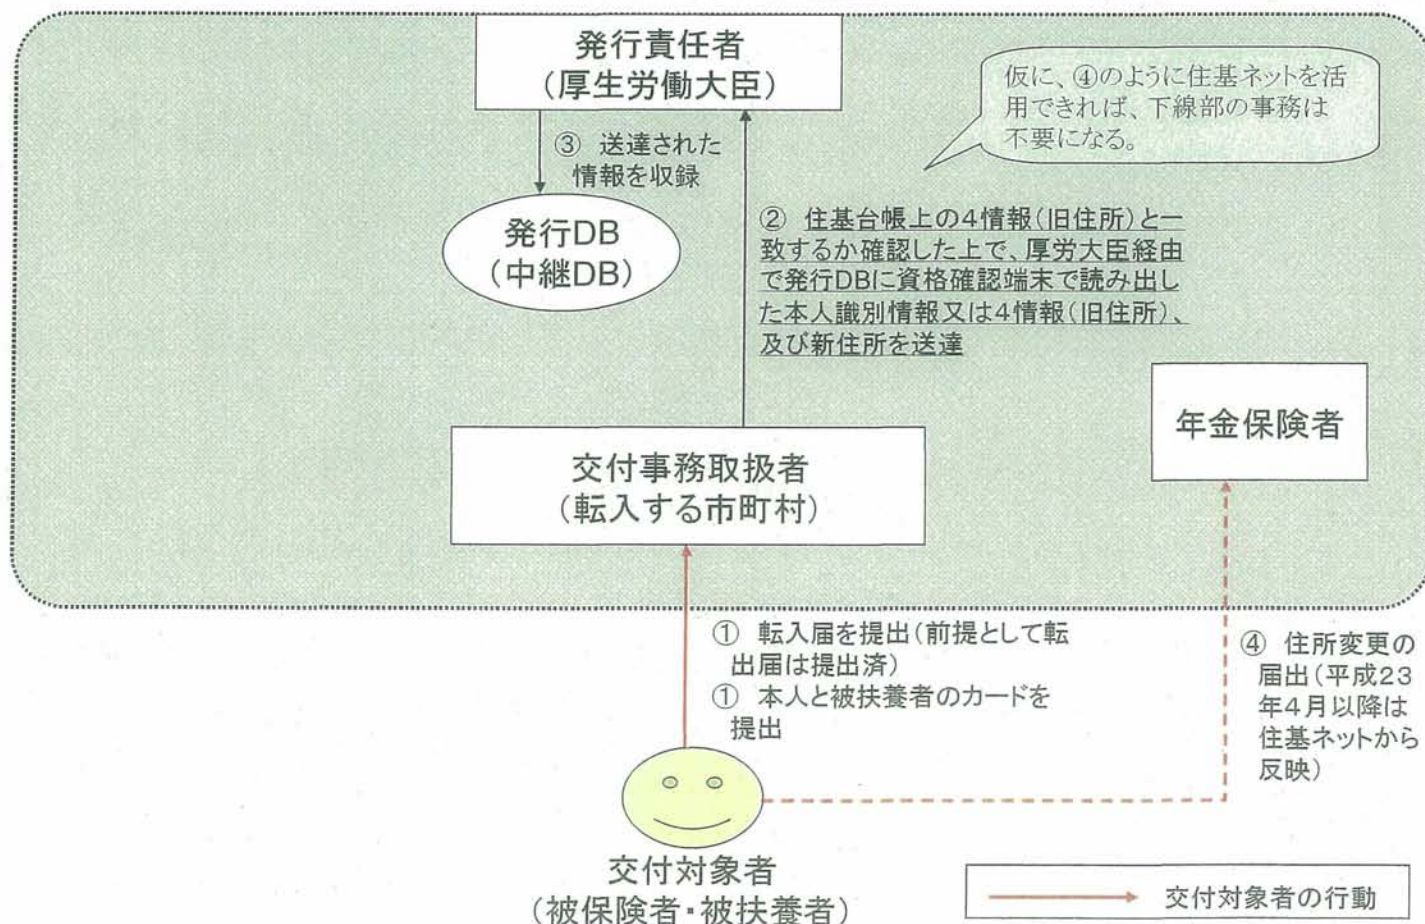 発行責任者
(厚生労働大臣)
仮に、④のように住基ネットを活
用できれば、下線部の事務は
不要になる。
③ 送達された
情報を収録
発行DB
(中継DB)
② 住基台帳上の4情報(旧住所)と一
致するか確認した上で、厚労大臣経由
で発行DBに資格確認端末で読み出し
た本人識別情報又は4情報(旧住所)、
及び新住所を送達
年金保険者
交付事務取扱者
(転入する市町村)
① 転入届を提出(前提として転
出届は提出済)
① 本人と被扶養者のカードを
提出
④ 住所変更の
届出(平成23
年4月以降は
住基ネットから
反映)
交付対象者
(被保険者・被扶養者)
交付対象者の行動